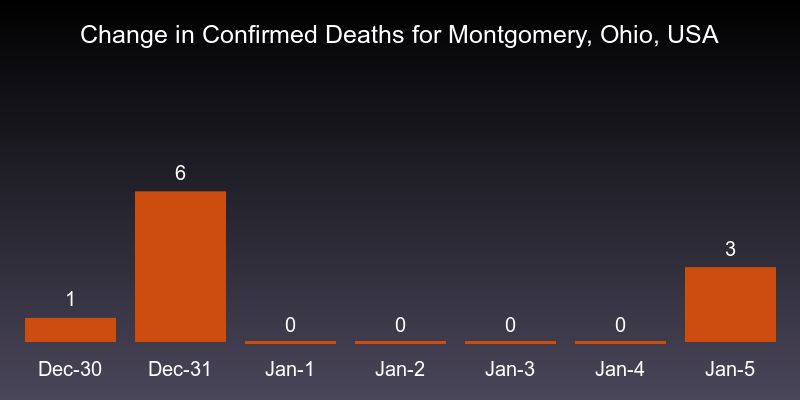 Change in Confirmed Deaths for Montgomery, Ohio, USA
6
3
1
0 0 0 0
Dec-30 Dec-31 Jan-1 Jan-2 Jan-3 Jan-4 Jan-5